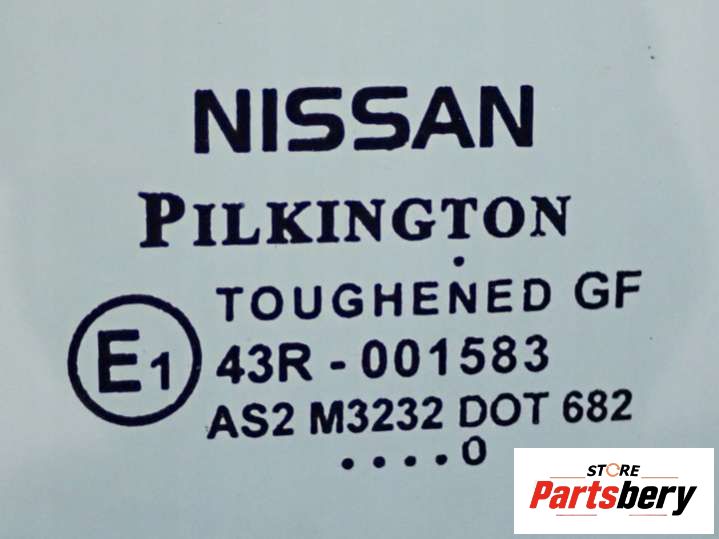 NISSAN
PILKINGTON
TOUGHENED GF
E1
43R - 001583
AS2 M3232 DOT 682
....0
STORE
Partsbery